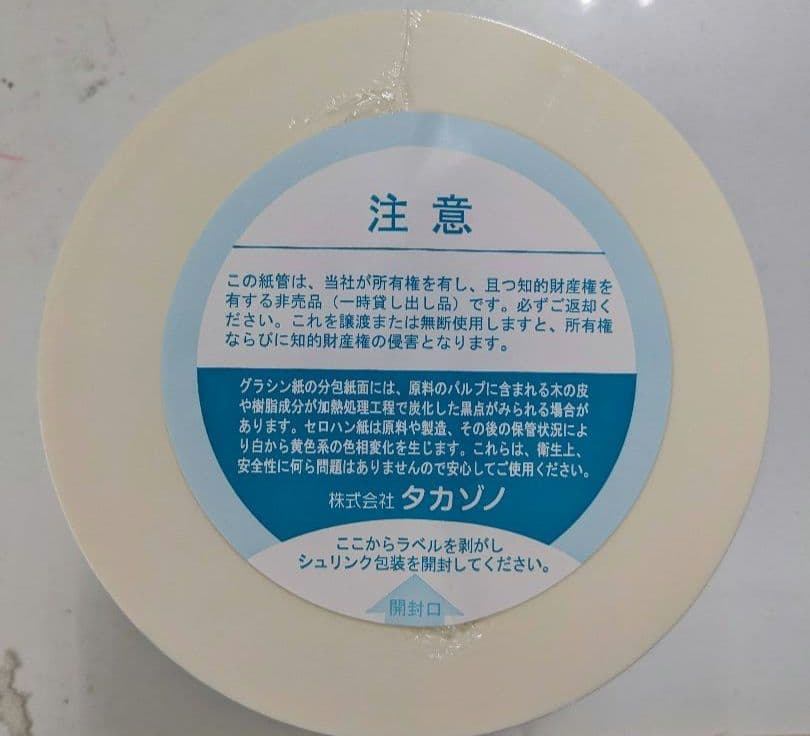 注意
この紙管は、当社が所有権を有し、且つ知的財産権を
有する非売品（一時貸し出し品）です。必ずご返却く
ださい。これを譲渡または無断使用しますと、所有権
ならびに知的財産権の侵害となります。
グラシン紙の分包紙面には、原料のパルプに含まれる木の皮
や樹脂成分が加熱処理工程で炭化した黒点がみられる場合が
あります。セロハン紙は原料や製造、その後の保管状況によ
り白から黄色系の色相変化を生じます。これらは、衛生上、
安全性に何ら問題はありませんので安心してご使用ください。
株式会社 タカゾノ
ここからラベルを剥がし
シュリンク包装を開封してください。
開封口